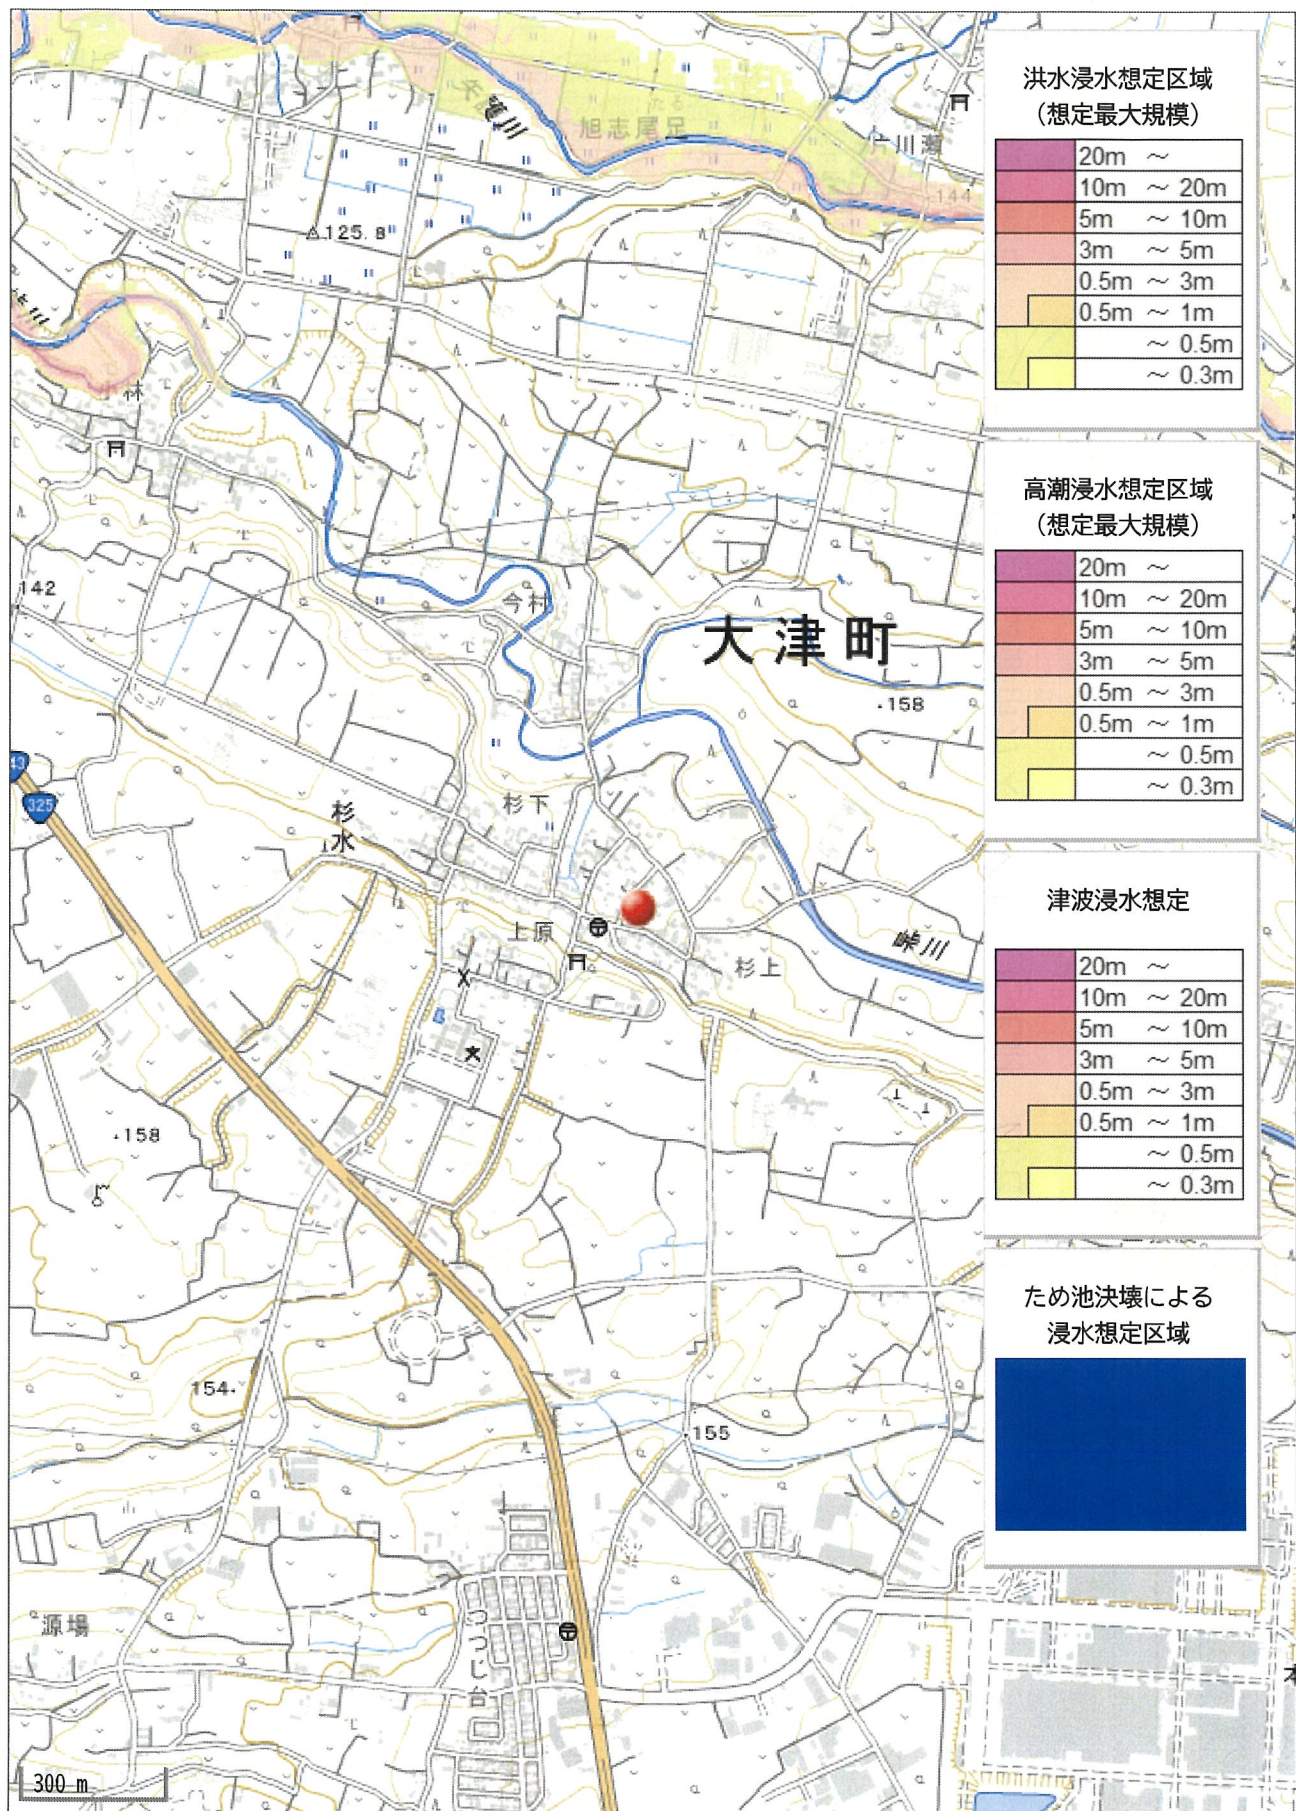 洪水浸水想定区域
（想定最大規模）
20m ～
10m ～ 20m
5m ～ 10m
3m ～ 5m
0.5m ～ 3m
0.5m ～ 1m
～ 0.5m
～ 0.3m
高潮浸水想定区域
（想定最大規模）
20m ～
10m ～ 20m
5m ～ 10m
3m ～ 5m
0.5m ～ 3m
0.5m ～ 1m
～ 0.5m
～ 0.3m
津波浸水想定
20m ～
10m ～ 20m
5m ～ 10m
3m ～ 5m
0.5m ～ 3m
0.5m ～ 1m
～ 0.5m
～ 0.3m
ため池決壊による
浸水想定区域
旭志尾足
川瀬
144
125.8
林
142
今村
大津町
158
43
325
杉水
杉下
上原
杉上
峠川
158
154
155
源場
つつじ台
本
300 m